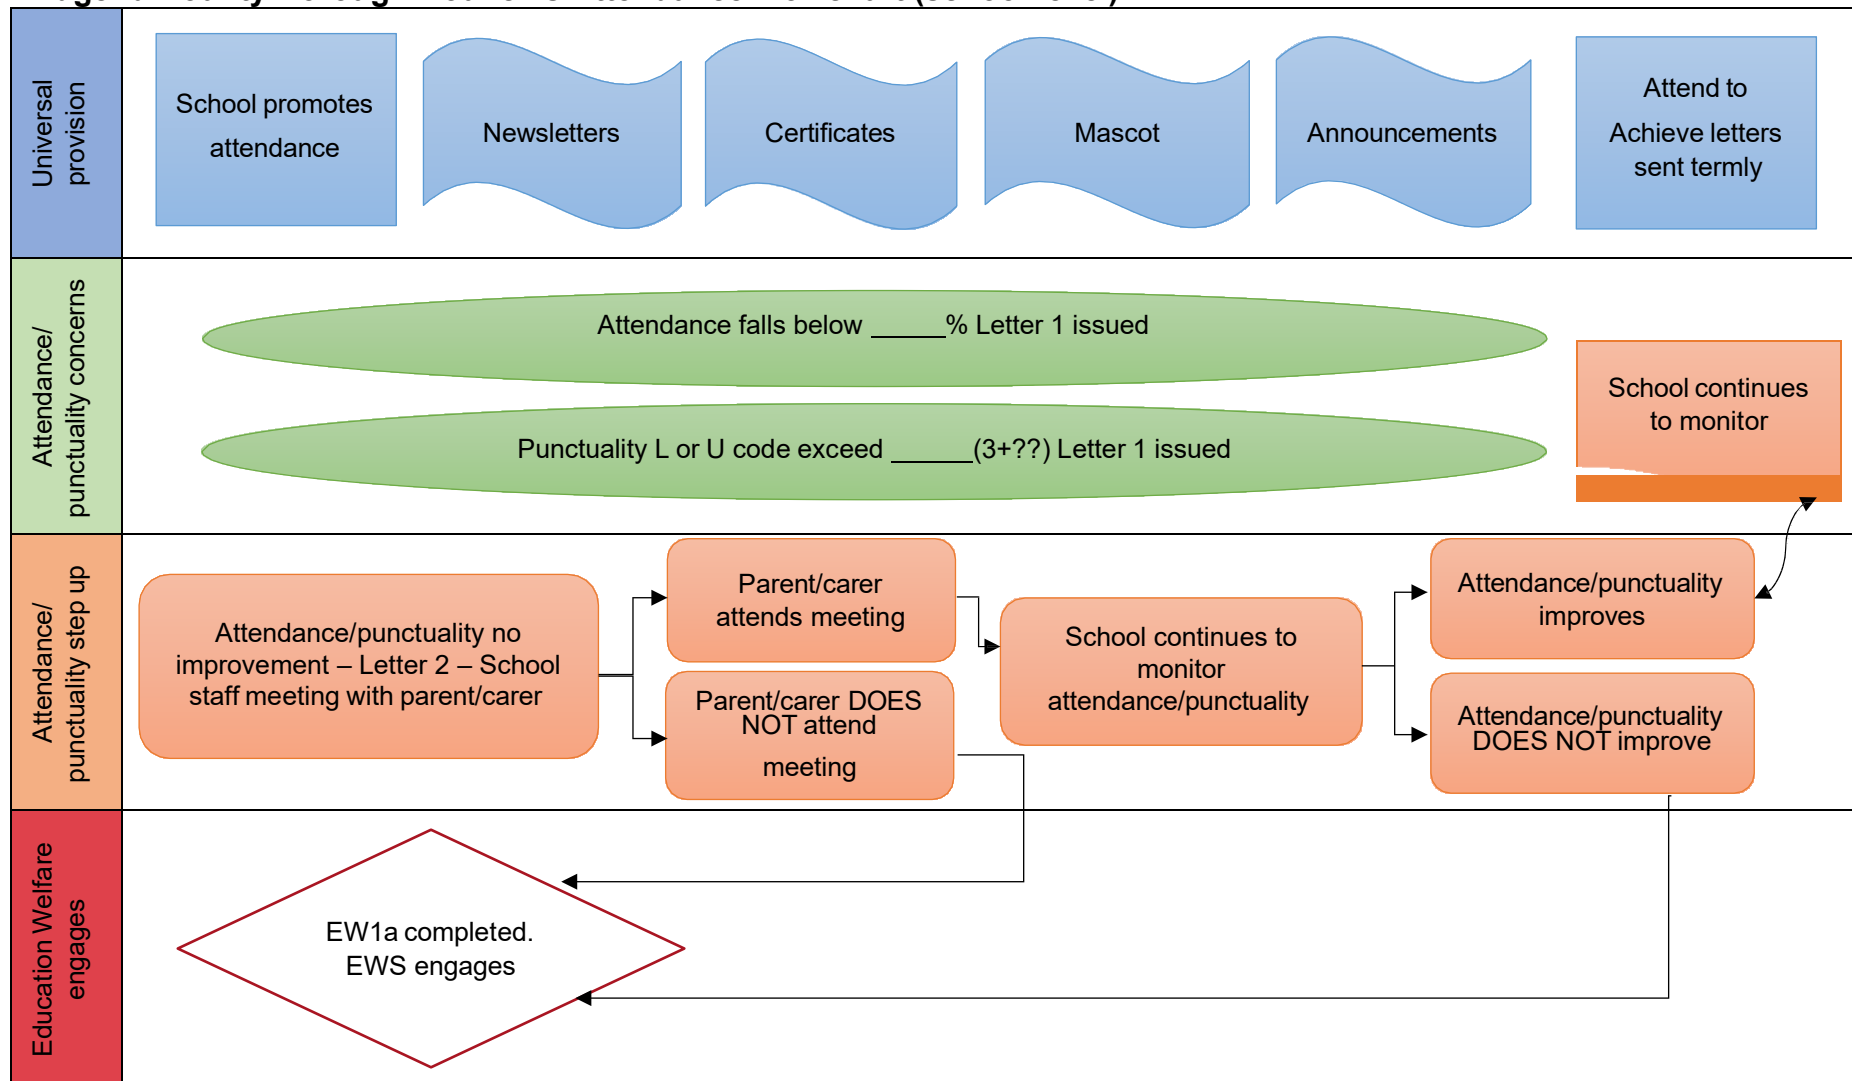 Universal
provision
School promotes
attendance
Newsletters
Certificates
Mascot
Announcements
Attend to
Achieve letters
sent termly
Attendance/
punctuality concerns
Attendance falls below _____% Letter 1 issued
Punctuality L or U code exceed _____(3+??) Letter 1 issued
School continues
to monitor
Attendance/
punctuality step up
Attendance/punctuality no
improvement – Letter 2 – School
staff meeting with parent/carer
Parent/carer
attends meeting
Parent/carer DOES
NOT attend
meeting
School continues to
monitor
attendance/punctuality
Attendance/punctuality
improves
Attendance/punctuality
DOES NOT improve
Education Welfare
engages
EW1a completed.
EWS engages